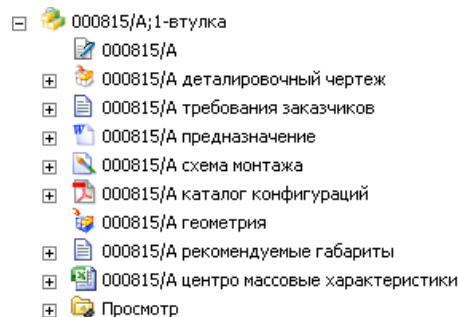 000815/A;1-втулка
000815/A
000815/A деталировочный чертеж
000815/A требования заказчиков
000815/A предназначение
000815/A схема монтажа
000815/A каталог конфигураций
000815/A геометрия
000815/A рекомендуемые габариты
000815/A центро массовые характеристики
Просмотр